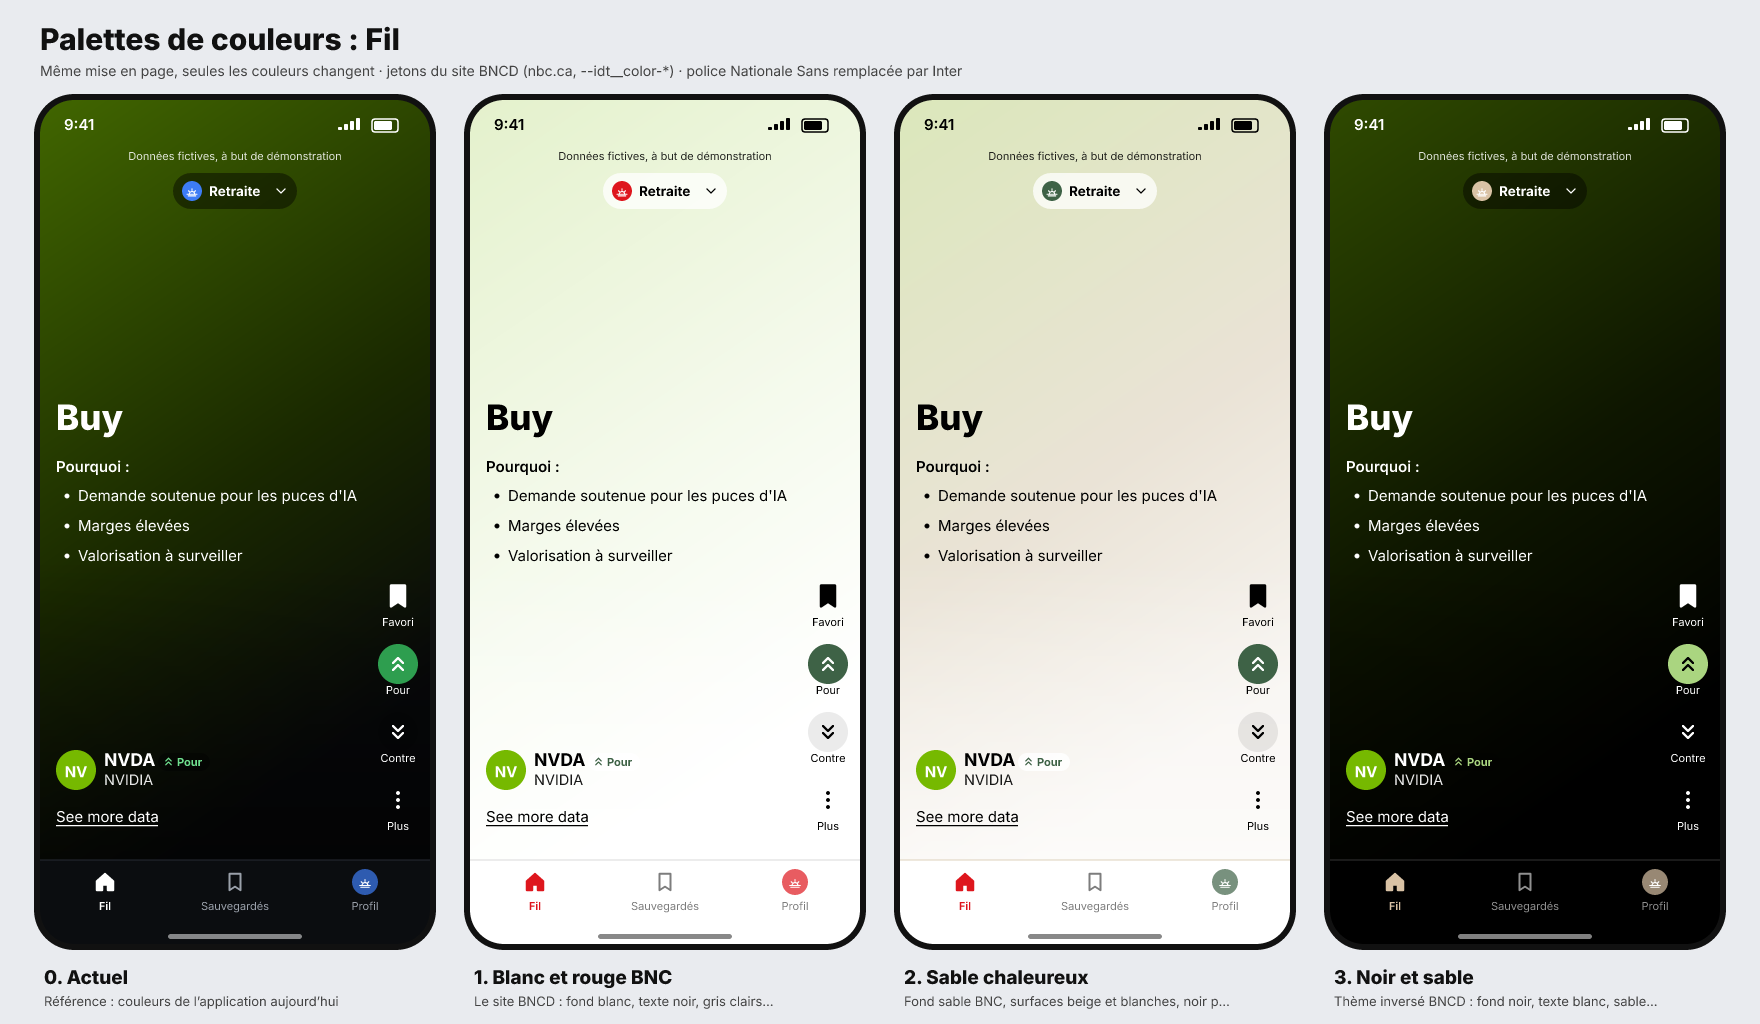 Palettes de couleurs : Fil
Même mise en page, seules les couleurs changent · jetons du site BNCD (nbc.ca, --idt__color-*) · police Nationale Sans remplacée par Inter
9:41
Données fictives, à but de démonstration
Retraite
Buy
Pourquoi :
• Demande soutenue pour les puces d'IA
• Marges élevées
• Valorisation à surveiller
Favori
Pour
Contre
NV
NVDA
Pour
NVIDIA
See more data
Plus
Fil
Sauvegardés
Profil
0. Actuel
Référence : couleurs de l’application aujourd’hui
9:41
Données fictives, à but de démonstration
Retraite
Buy
Pourquoi :
• Demande soutenue pour les puces d'IA
• Marges élevées
• Valorisation à surveiller
Favori
Pour
Contre
NV
NVDA
Pour
NVIDIA
See more data
Plus
Fil
Sauvegardés
Profil
1. Blanc et rouge BNC
Le site BNCD : fond blanc, texte noir, gris clairs...
9:41
Données fictives, à but de démonstration
Retraite
Buy
Pourquoi :
• Demande soutenue pour les puces d'IA
• Marges élevées
• Valorisation à surveiller
Favori
Pour
Contre
NV
NVDA
Pour
NVIDIA
See more data
Plus
Fil
Sauvegardés
Profil
2. Sable chaleureux
Fond sable BNC, surfaces beige et blanches, noir p...
9:41
Données fictives, à but de démonstration
Retraite
Buy
Pourquoi :
• Demande soutenue pour les puces d'IA
• Marges élevées
• Valorisation à surveiller
Favori
Pour
Contre
NV
NVDA
Pour
NVIDIA
See more data
Plus
Fil
Sauvegardés
Profil
3. Noir et sable
Thème inversé BNCD : fond noir, texte blanc, sable...